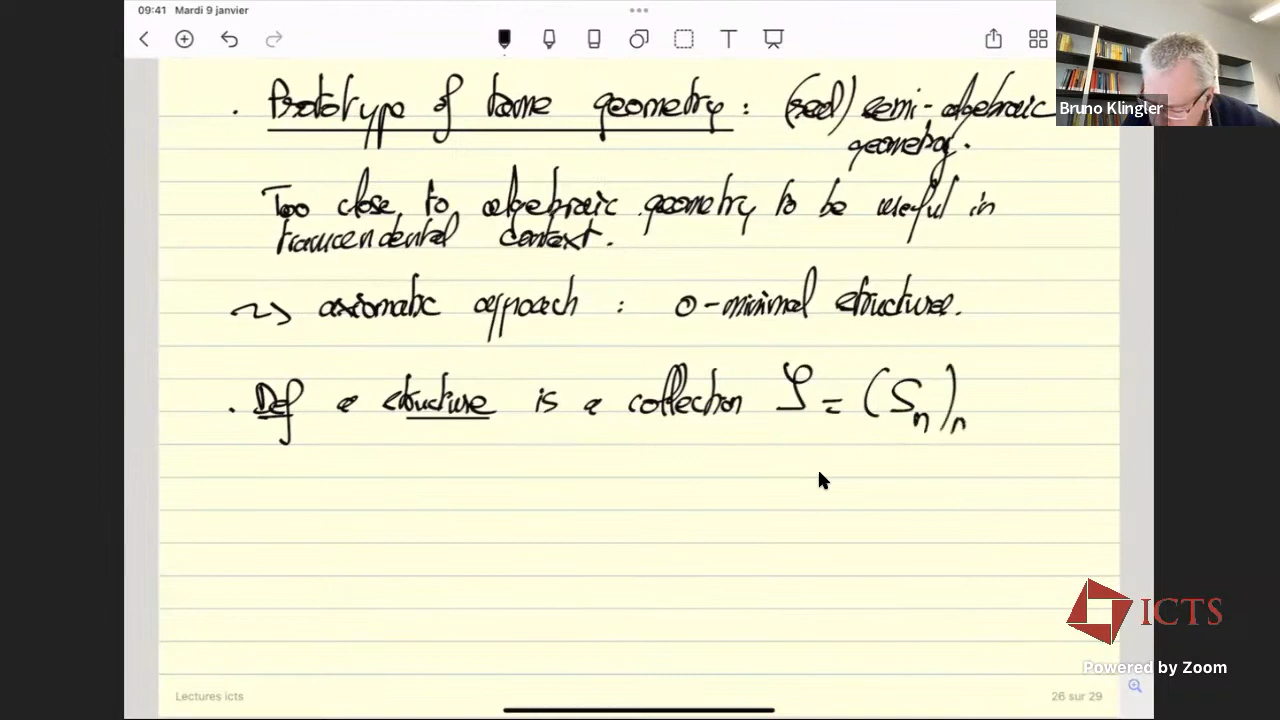 09:41 Mardi 9 janvier
Bruno Klingler
. Prototype of tame geometry : (real) semi-algebraic
geometry.
Too close to algebraic geometry to be useful in
trancendental context.
~> axiomatic approach : o-minimal structure.
. Def a structure is a collection S = (Sn)n
ICTS
Powered by Zoom
Lectures icts
26 sur 29